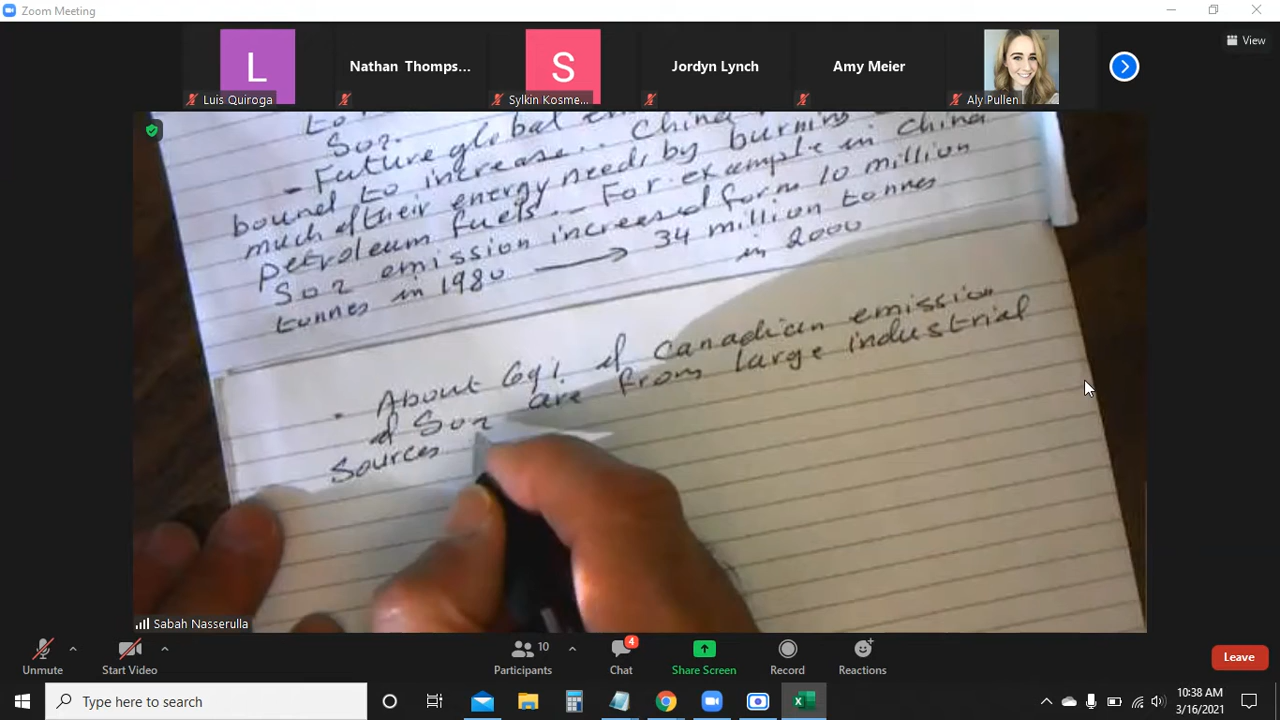 Zoom Meeting
View
L
Luis Quiroga
Nathan Thomps...
S
Sylkin Kosme...
Jordyn Lynch
Amy Meier
Aly Pullen
So2.
- Future global
bound to increase.. China
much of their energy needs by burning
petroleum fuels... For example in China
So2 emission increased form 10 million
tonnes in 1980 → 34 million tonnes
in 2000
· About 69% of Canadian emission
of So2 are from large industrial
Sources
Sabah Nasserulla
Unmute
Start Video
10
Participants
4
Chat
Share Screen
Record
Reactions
Leave
Type here to search
10:38 AM
3/16/2021